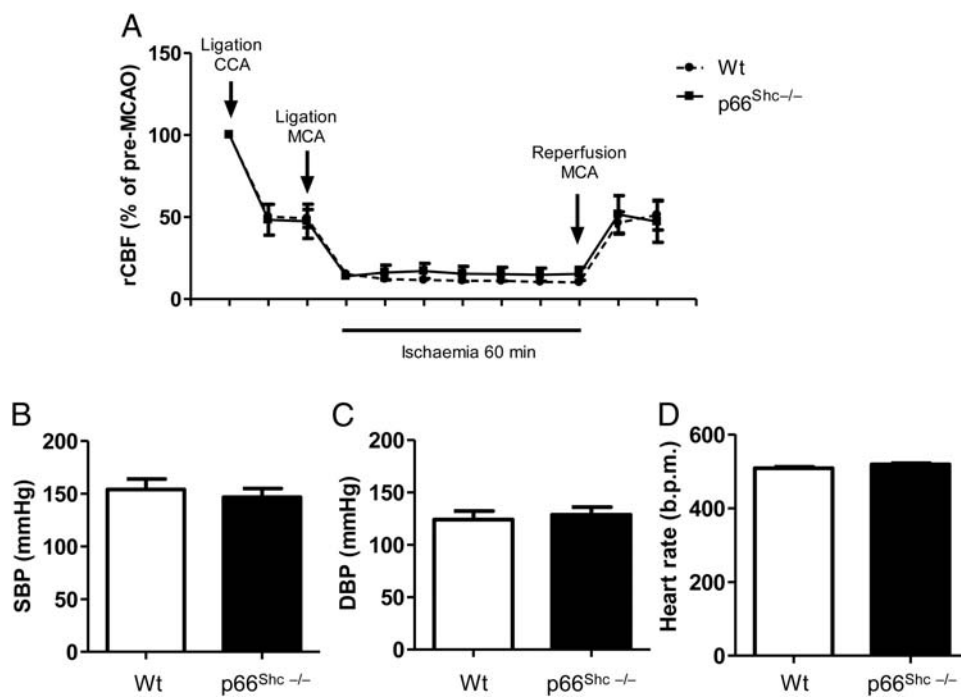 A
Ligation
CCA
Ligation
MCA
Reperfusion
MCA
Wt
p66Shc–/–
rCBF (% of pre-MCAO)
150
100
50
0
Ischaemia 60 min
B
SBP (mmHg)
200
150
100
50
0
Wt
p66Shc –/–
C
DBP (mmHg)
200
150
100
50
0
Wt
p66Shc –/–
D
Heart rate (b.p.m.)
600
400
200
0
Wt
p66Shc –/–